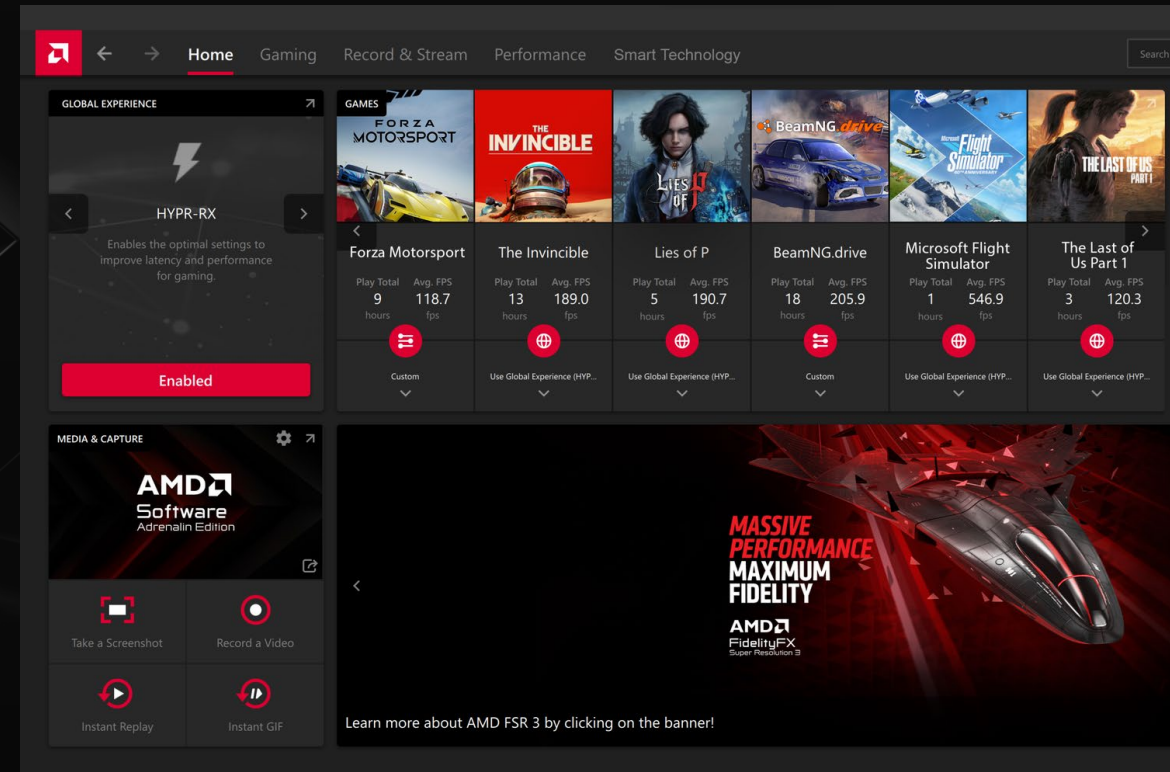 Home
Gaming
Record & Stream
Performance
Smart Technology
Search
GLOBAL EXPERIENCE
HYPR-RX
Enables the optimal settings to
improve latency and performance
for gaming.
Enabled
GAMES
FORZA
MOTORSPORT
Forza Motorsport
Play Total Avg. FPS
9 118.7
hours fps
Custom
THE
INVINCIBLE
The Invincible
Play Total Avg. FPS
13 189.0
hours fps
Use Global Experience (HYP...
LIES
OF P
Lies of P
Play Total Avg. FPS
5 190.7
hours fps
Use Global Experience (HYP...
BeamNG.drive
BeamNG.drive
Play Total Avg. FPS
18 205.9
hours fps
Custom
Microsoft
Flight
Simulator
Microsoft Flight
Simulator
Play Total Avg. FPS
1 546.9
hours fps
Use Global Experience (HYP...
THE LAST OF US
PART I
The Last of
Us Part 1
Play Total Avg. FPS
3 120.3
hours fps
Use Global Experience (HYP...
MEDIA & CAPTURE
AMD
Software
Adrenalin Edition
Take a Screenshot
Record a Video
Instant Replay
Instant GIF
MASSIVE
PERFORMANCE
MAXIMUM
FIDELITY
AMD
FidelityFX
Super Resolution 3
Learn more about AMD FSR 3 by clicking on the banner!